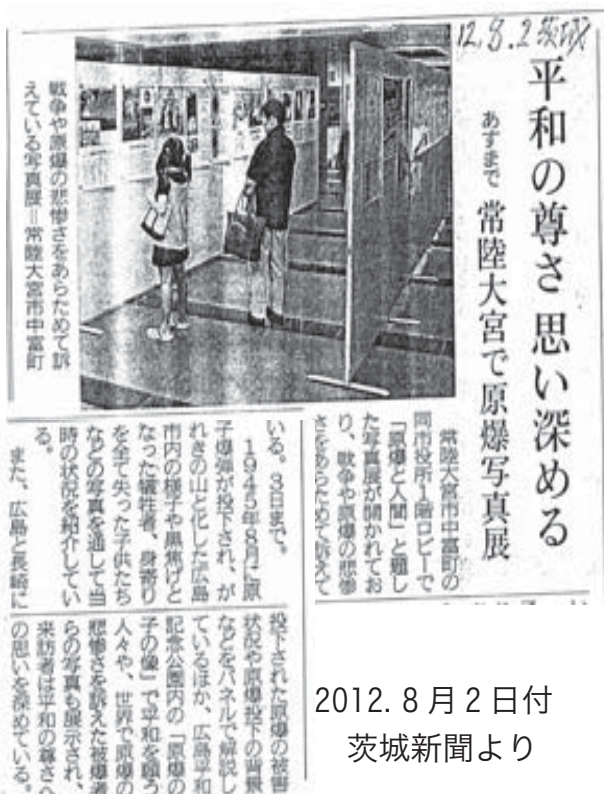 12.8.2 茨城
平和の尊さ 思い深める
あすまで 常陸大宮で原爆写真展
戦争や原爆の悲惨さをあらためて訴
えている写真展=常陸大宮市中富町
常陸大宮市中富町の
同市役所1階ロビーで
「原爆と人間」と題し
た写真展が開かれてお
り、戦争や原爆の悲惨
さをあらためて訴えて
いる。3日まで。
1945年8月に原
子爆弾が投下され、が
れきの山と化した広島
市内の様子や黒焦げと
なった犠牲者、身寄り
を全て失った子供たち
などの写真を通して当
時の状況を紹介してい
る。
また、広島と長崎に
投下された原爆の被害
状況や原爆投下の背景
などをパネルで解説し
ているほか、広島平和
記念公園内の「原爆の
子の像」で平和を願う
人々や、世界で原爆の
悲惨さを訴えた被爆者
らの写真も展示され、
来訪者は平和の尊さへ
の思いを深めている。
2012. 8月2日付
茨城新聞より